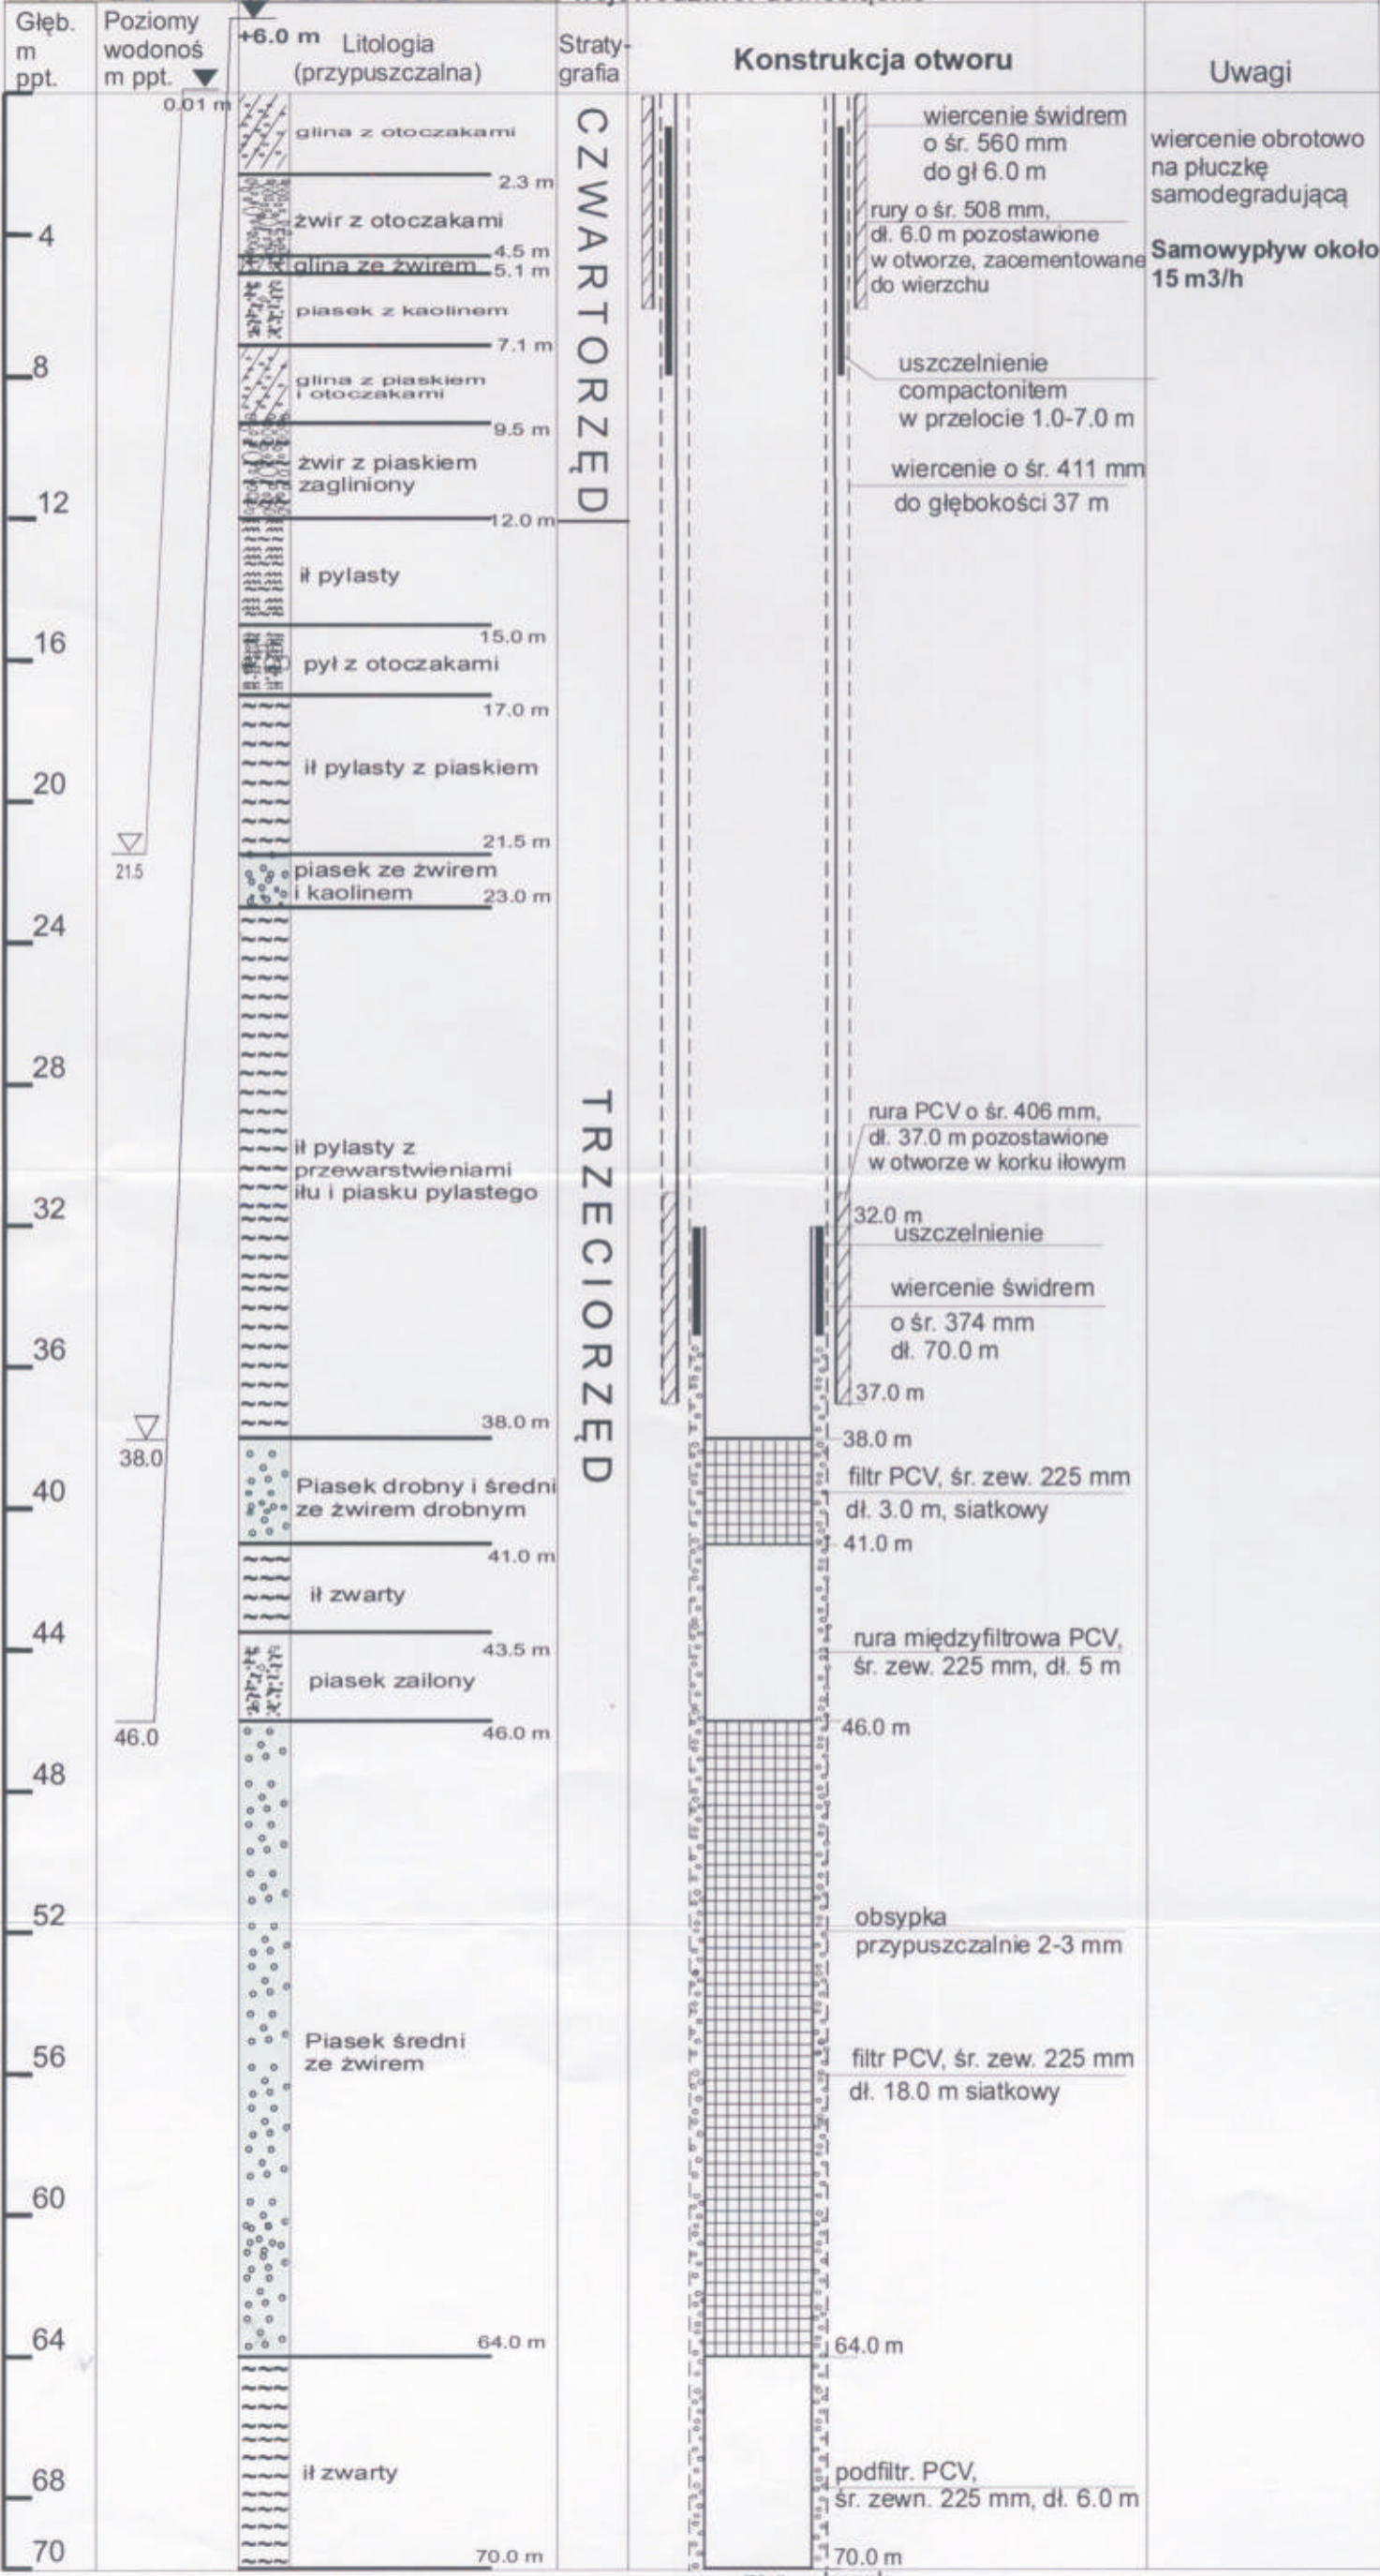 Głęb.
m
ppt.
Poziomy
wodonoś
m ppt.
+6.0 m
Litologia
(przypuszczalna)
Straty-
grafia
Konstrukcja otworu
Uwagi
0.01 m
4
8
12
16
20
24
28
32
36
40
44
48
52
56
60
64
68
70
21.5
38.0
46.0
glina z otoczakami
2.3 m
żwir z otoczakami
4.5 m
glina ze żwirem
5.1 m
piasek z kaolinem
7.1 m
glina z piaskiem
i otoczakami
9.5 m
żwir z piaskiem
zagliniony
12.0 m
ił pylasty
15.0 m
pył z otoczakami
17.0 m
ił pylasty z piaskiem
21.5 m
piasek ze żwirem
i kaolinem
23.0 m
ił pylasty z
przewarstwieniami
iłu i piasku pylastego
38.0 m
Piasek drobny i średni
ze żwirem drobnym
41.0 m
ił zwarty
43.5 m
piasek zailony
46.0 m
Piasek średni
ze żwirem
64.0 m
ił zwarty
70.0 m
CZWARTORZĘD
TRZECIORZĘD
wiercenie świdrem
o śr. 560 mm
do gł 6.0 m
rury o śr. 508 mm,
dł. 6.0 m pozostawione
w otworze, zacementowane
do wierzchu
uszczelnienie
compactonitem
w przelocie 1.0-7.0 m
wiercenie o śr. 411 mm
do głębokości 37 m
rura PCV o śr. 406 mm,
dł. 37.0 m pozostawione
w otworze w korku iłowym
32.0 m
uszczelnienie
wiercenie świdrem
o śr. 374 mm
dł. 70.0 m
37.0 m
38.0 m
filtr PCV, śr. zew. 225 mm
dł. 3.0 m, siatkowy
41.0 m
rura międzyfiltrowa PCV,
śr. zew. 225 mm, dł. 5 m
46.0 m
obsypka
przypuszczalnie 2-3 mm
filtr PCV, śr. zew. 225 mm
dł. 18.0 m siatkowy
64.0 m
podfiltr. PCV,
śr. zewn. 225 mm, dł. 6.0 m
70.0 m
wiercenie obrotowo
na płuczkę
samodegradującą
Samowypływ około
15 m3/h